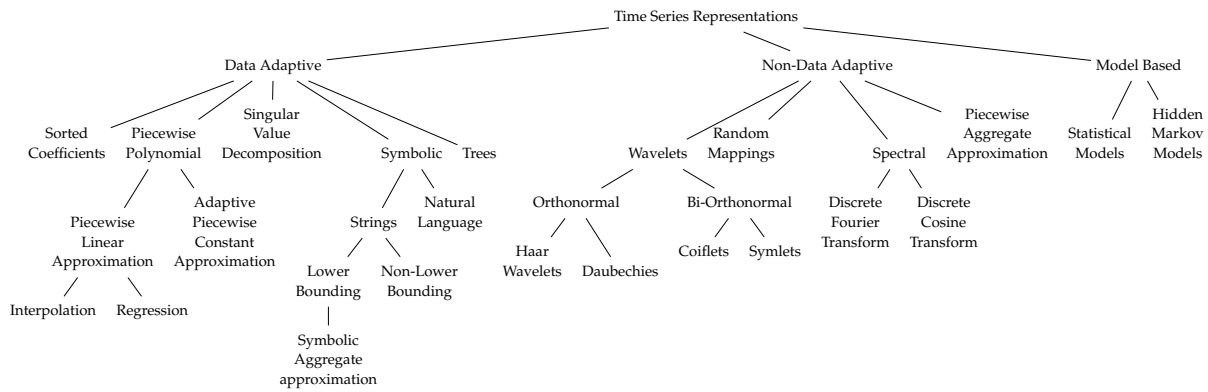 Time Series Representations
Data Adaptive
Non-Data Adaptive
Model Based
Sorted
Coefficients
Piecewise
Polynomial
Singular
Value
Decomposition
Symbolic
Trees
Wavelets
Random
Mappings
Spectral
Piecewise
Aggregate
Approximation
Statistical
Models
Hidden
Markov
Models
Piecewise
Linear
Approximation
Adaptive
Piecewise
Constant
Approximation
Strings
Natural
Language
Orthonormal
Bi-Orthonormal
Discrete
Fourier
Transform
Discrete
Cosine
Transform
Interpolation
Regression
Lower
Bounding
Non-Lower
Bounding
Haar
Wavelets
Daubechies
Coiflets
Symlets
Symbolic
Aggregate
approximation